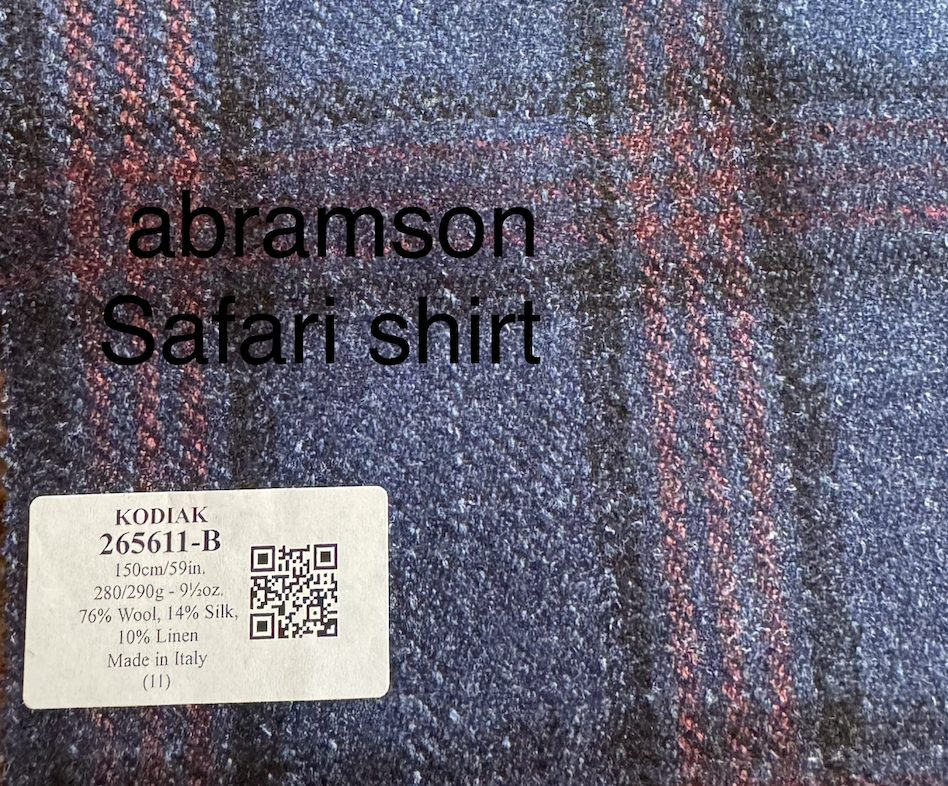 abramson
Safari shirt
KODIAK
265611-B
150cm/59in.
280/290g - 9½oz.
76% Wool, 14% Silk,
10% Linen
Made in Italy
(11)